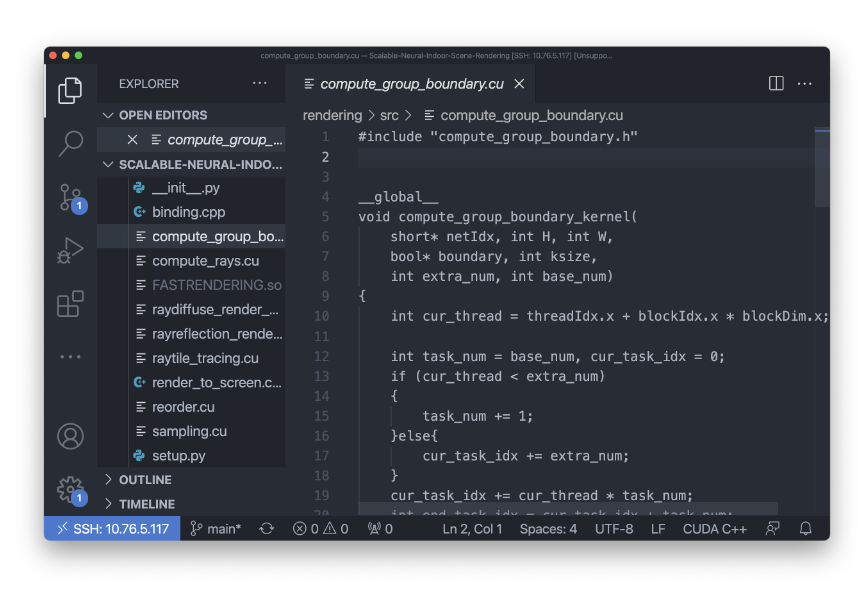 compute_group_boundary.cu — Scalable-Neural-Indoor-Scene-Rendering [SSH: 10.76.5.117] [Unsuppo...
EXPLORER
compute_group_boundary.cu
OPEN EDITORS
compute_group_...
SCALABLE-NEURAL-INDO...
__init__.py
binding.cpp
compute_group_bo...
compute_rays.cu
FASTRENDERING.so
raydiffuse_render_...
rayreflection_rende...
raytile_tracing.cu
render_to_screen.c...
reorder.cu
sampling.cu
setup.py
OUTLINE
TIMELINE
1
1
rendering > src > compute_group_boundary.cu
1 #include "compute_group_boundary.h"
2
3
4 __global__
5 void compute_group_boundary_kernel(
6 short* netIdx, int H, int W,
7 bool* boundary, int ksize,
8 int extra_num, int base_num)
9 {
10 int cur_thread = threadIdx.x + blockIdx.x * blockDim.x;
11
12 int task_num = base_num, cur_task_idx = 0;
13 if (cur_thread < extra_num)
14 {
15 task_num += 1;
16 }else{
17 cur_task_idx += extra_num;
18 }
19 cur_task_idx += cur_thread * task_num;
20 int end_task_idx = cur_task_idx + task_num;
SSH: 10.76.5.117 main* 0 0 0 Ln 2, Col 1 Spaces: 4 UTF-8 LF CUDA C++